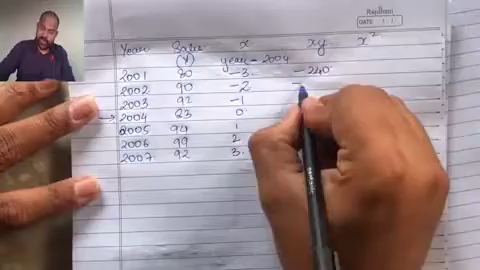 Rajdhani
DATE: / /
Year Sales x xy x²
(Y) year - 2004
2001 80 -3 -240
2002 90 -2 -
2003 92 -1
→ 2004 83 0
2005 94 1
2006 99 2
2007 92 3